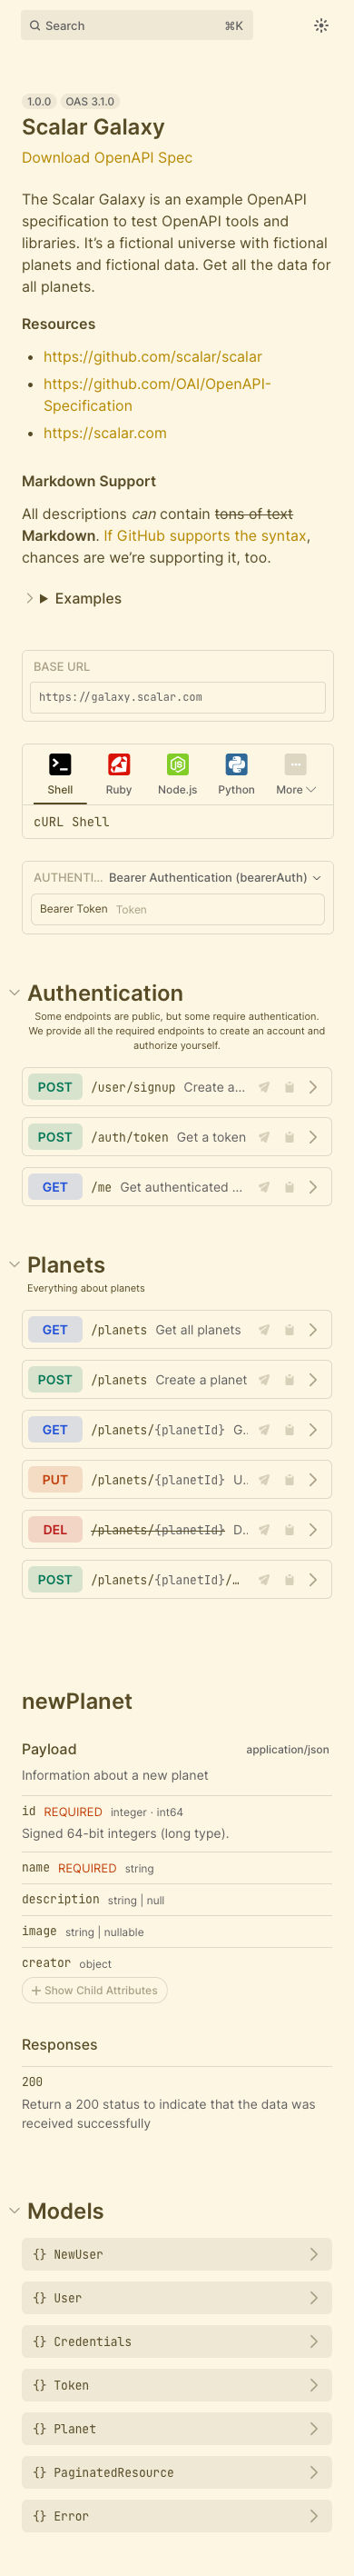 Search ⌘K
1.0.0 OAS 3.1.0
Scalar Galaxy
Download OpenAPI Spec
The Scalar Galaxy is an example OpenAPI
specification to test OpenAPI tools and
libraries. It’s a fictional universe with fictional
planets and fictional data. Get all the data for
all planets.
Resources
https://github.com/scalar/scalar
https://github.com/OAI/OpenAPI-
Specification
https://scalar.com
Markdown Support
All descriptions can contain tons of text
Markdown. If GitHub supports the syntax,
chances are we’re supporting it, too.
Examples
BASE URL
https://galaxy.scalar.com
Shell Ruby Node.js Python More
cURL Shell
AUTHENTI... Bearer Authentication (bearerAuth)
Bearer Token Token
Authentication
Some endpoints are public, but some require authentication.
We provide all the required endpoints to create an account and
authorize yourself.
POST /user/signup Create a...
POST /auth/token Get a token
GET /me Get authenticated ...
Planets
Everything about planets
GET /planets Get all planets
POST /planets Create a planet
GET /planets/{planetId} G...
PUT /planets/{planetId} U...
DEL /planets/{planetId} D...
POST /planets/{planetId}/…
newPlanet
Payload application/json
Information about a new planet
id REQUIRED integer · int64
Signed 64-bit integers (long type).
name REQUIRED string
description string | null
image string | nullable
creator object
Show Child Attributes
Responses
200
Return a 200 status to indicate that the data was
received successfully
Models
{} NewUser
{} User
{} Credentials
{} Token
{} Planet
{} PaginatedResource
{} Error